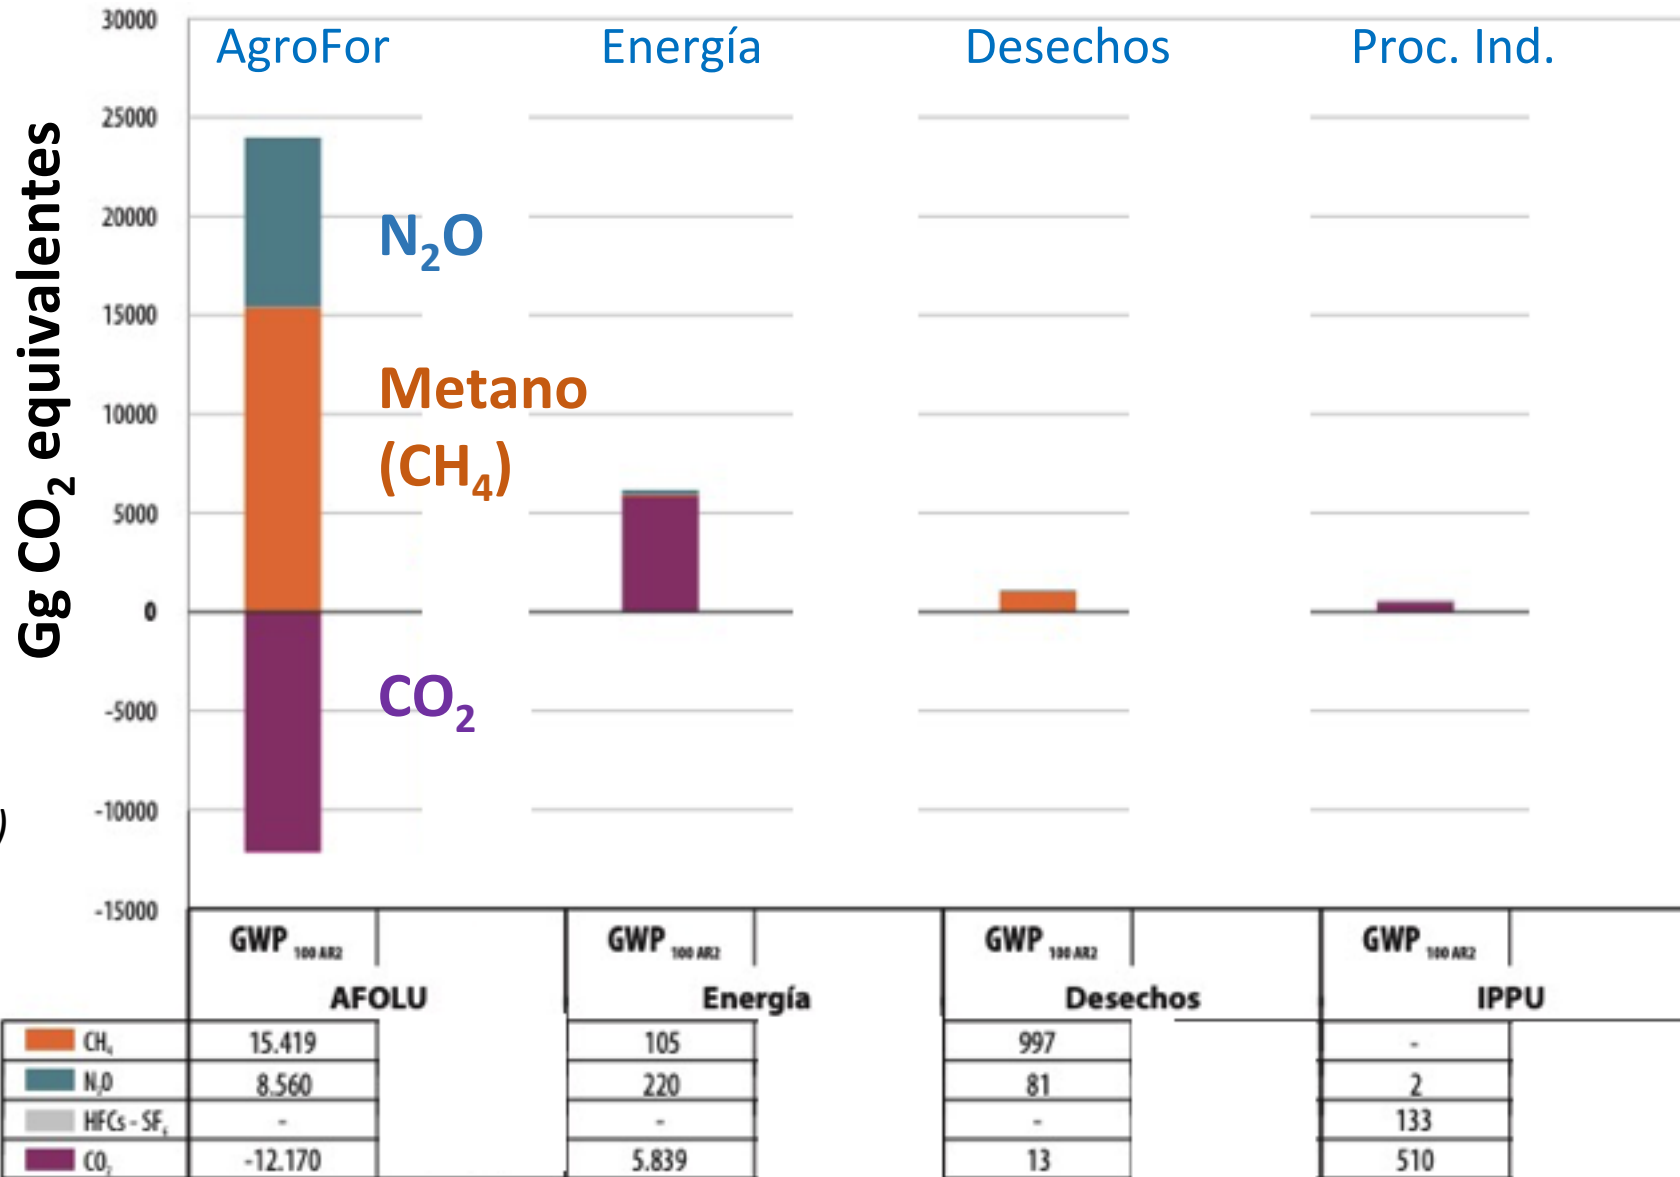 30000
AgroFor Energía Desechos Proc. Ind.
25000
20000
15000
10000
5000
0
-5000
-10000
-15000
Gg CO₂ equivalentes
N₂O
Metano
(CH₄)
CO₂
)
GWP 100 AR2 GWP 100 AR2 GWP 100 AR2 GWP 100 AR2
AFOLU Energía Desechos IPPU
CH₄ 15.419 105 997 -
N₂O 8.560 220 81 2
HFCs - SF₆ - - - 133
CO₂ -12.170 5.839 13 510